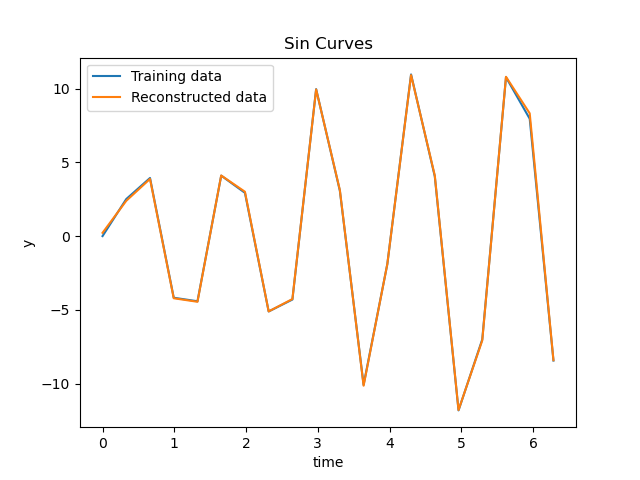 Sin Curves
Training data
Reconstructed data
10
5
0
−5
−10
y
0 1 2 3 4 5 6
time